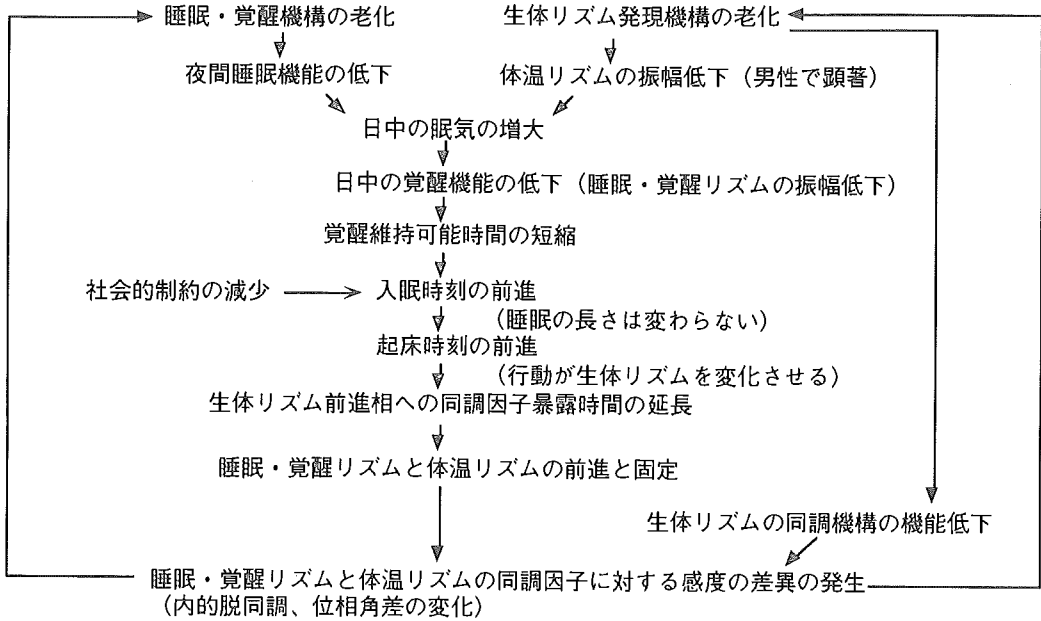 睡眠・覚醒機構の老化
生体リズム発現機構の老化
夜間睡眠機能の低下
体温リズムの振幅低下（男性で顕著）
日中の眠気の増大
日中の覚醒機能の低下（睡眠・覚醒リズムの振幅低下）
覚醒維持可能時間の短縮
社会的制約の減少
入眠時刻の前進
（睡眠の長さは変わらない）
起床時刻の前進
（行動が生体リズムを変化させる）
生体リズム前進相への同調因子暴露時間の延長
睡眠・覚醒リズムと体温リズムの前進と固定
生体リズムの同調機構の機能低下
睡眠・覚醒リズムと体温リズムの同調因子に対する感度の差異の発生
（内的脱同調、位相角差の変化）